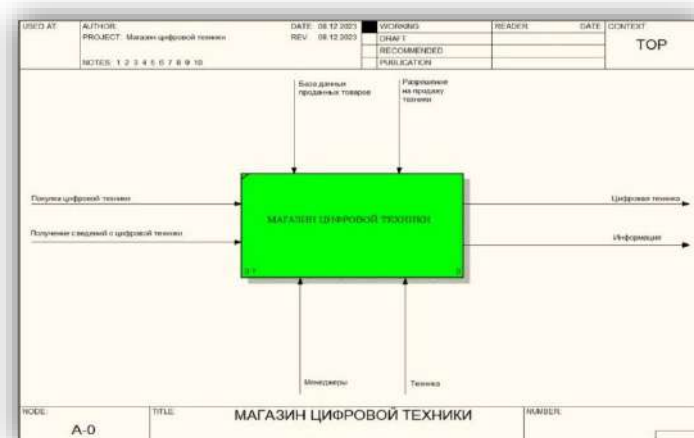 USED AT:
AUTHOR:
DATE: 08.12.2023
WORKING
READER:
DATE
CONTEXT:
PROJECT: Магазин цифровой техники
REV: 08.12.2023
DRAFT
TOP
RECOMMENDED
NOTES: 1 2 3 4 5 6 7 8 9 10
PUBLICATION
База данных
проданных товаров
Разрешение
на продажу
техники
Покупка цифровой техники
Цифровая техника
МАГАЗИН ЦИФРОВОЙ ТЕХНИКИ
Получение сведений о цифровой технике
Информация
Менеджеры
Техника
NODE:
TITLE:
МАГАЗИН ЦИФРОВОЙ ТЕХНИКИ
NUMBER:
A-0